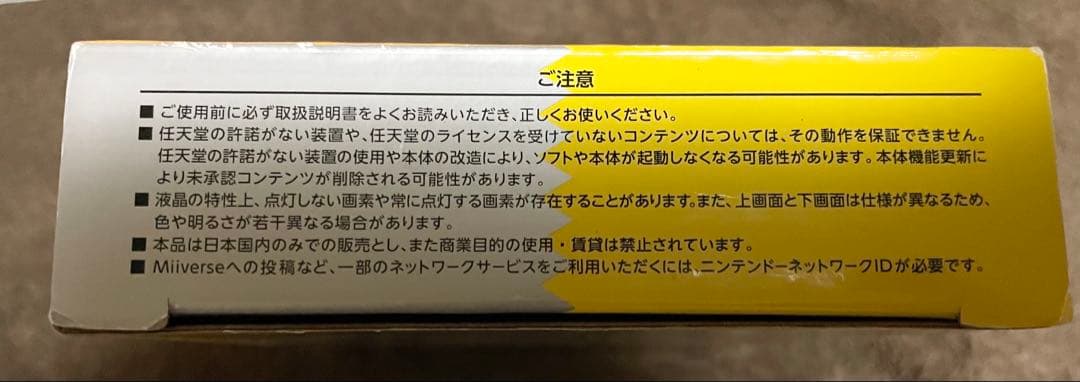 ご注意
■ ご使用前に必ず取扱説明書をよくお読みいただき、正しくお使いください。
■ 任天堂の許諾がない装置や、任天堂のライセンスを受けていないコンテンツについては、その動作を保証できません。
任天堂の許諾がない装置の使用や本体の改造により、ソフトや本体が起動しなくなる可能性があります。本体機能更新に
より未承認コンテンツが削除される可能性があります。
■ 液晶の特性上、点灯しない画素や常に点灯する画素が存在することがあります。また、上画面と下画面は仕様が異なるため、
色や明るさが若干異なる場合があります。
■ 本品は日本国内のみでの販売とし、また商業目的の使用・賃貸は禁止されています。
■ Miiverseへの投稿など、一部のネットワークサービスをご利用いただくには、ニンテンドーネットワークIDが必要です。